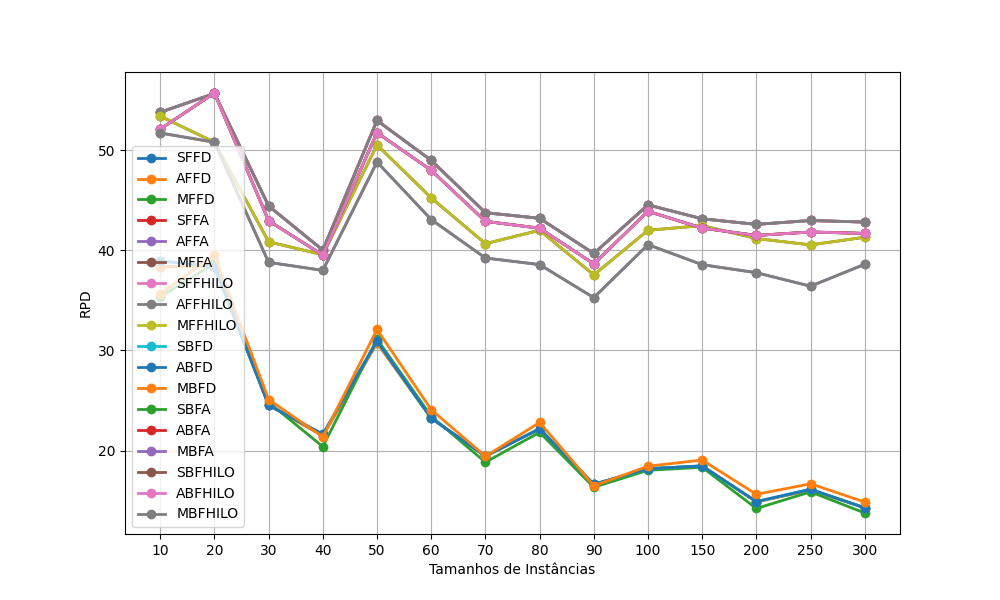 50
40
30
20
RPD
SFFD
AFFD
MFFD
SFFA
AFFA
MFFA
SFFHILO
AFFHILO
MFFHILO
SBFD
ABFD
MBFD
SBFA
ABFA
MBFA
SBFHILO
ABFHILO
MBFHILO
10 20 30 40 50 60 70 80 90 100 150 200 250 300
Tamanhos de Instâncias